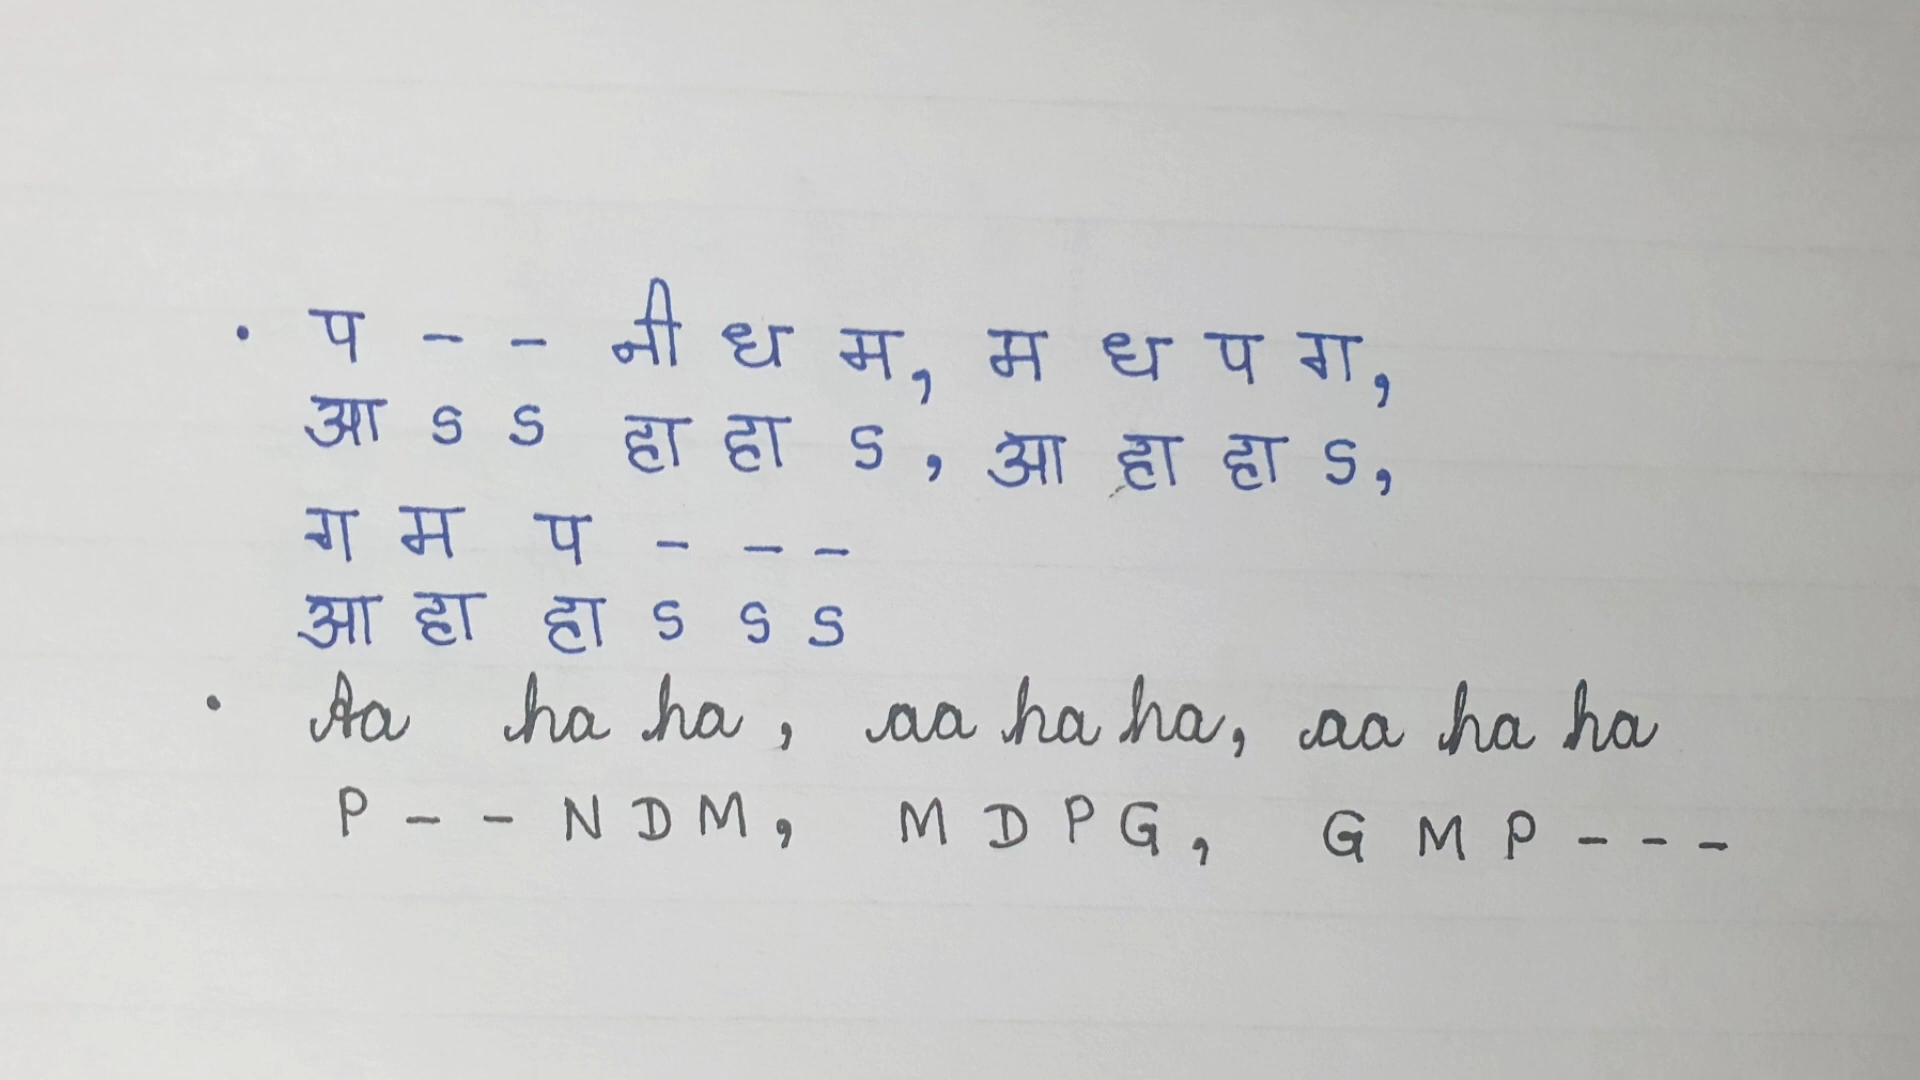 • प - - नी ध म, म ध प ग,
आ ऽ ऽ हा हा ऽ, आ हा हा ऽ,
ग म प - - -
आ हा हा ऽ ऽ ऽ
• Aa ha ha, aa ha ha, aa ha ha
P - - N D M, M D P G, G M P - - -